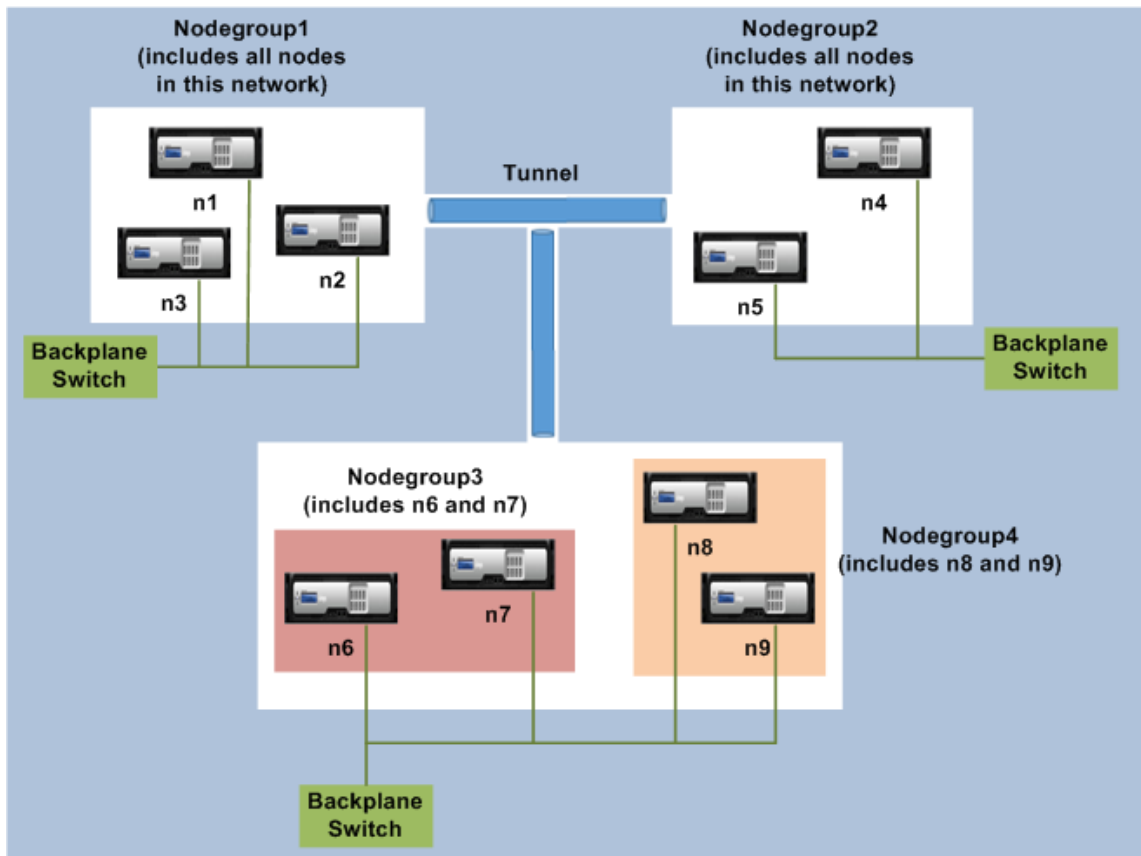 Nodegroup1
(includes all nodes
in this network)
Nodegroup2
(includes all nodes
in this network)
Tunnel
n1
n2
n3
n4
n5
Backplane
Switch
Backplane
Switch
Nodegroup3
(includes n6 and n7)
Nodegroup4
(includes n8 and n9)
n8
n7
n6
n9
Backplane
Switch